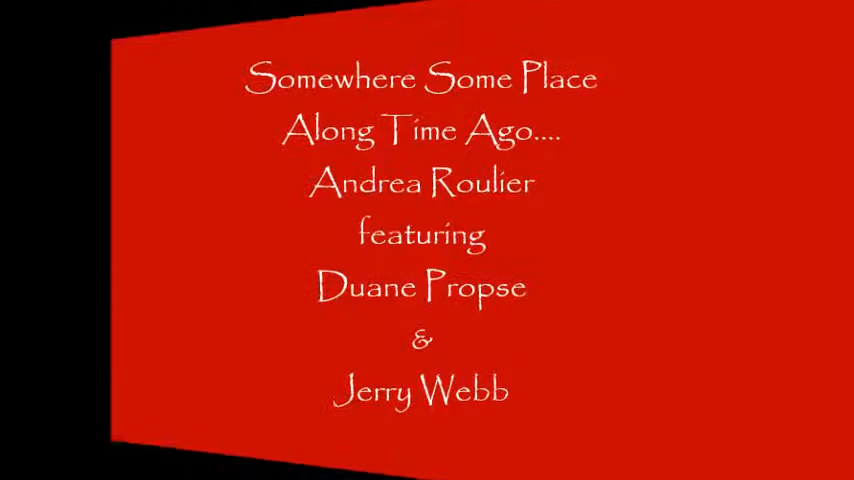 Somewhere Some Place
Along Time Ago....
Andrea Roulier
featuring
Duane Propse
&
Jerry Webb